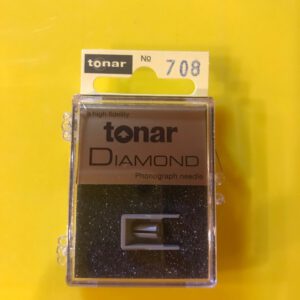 tonar No 708
a high fidelity
tonar
DIAMOND
Phonograph needle